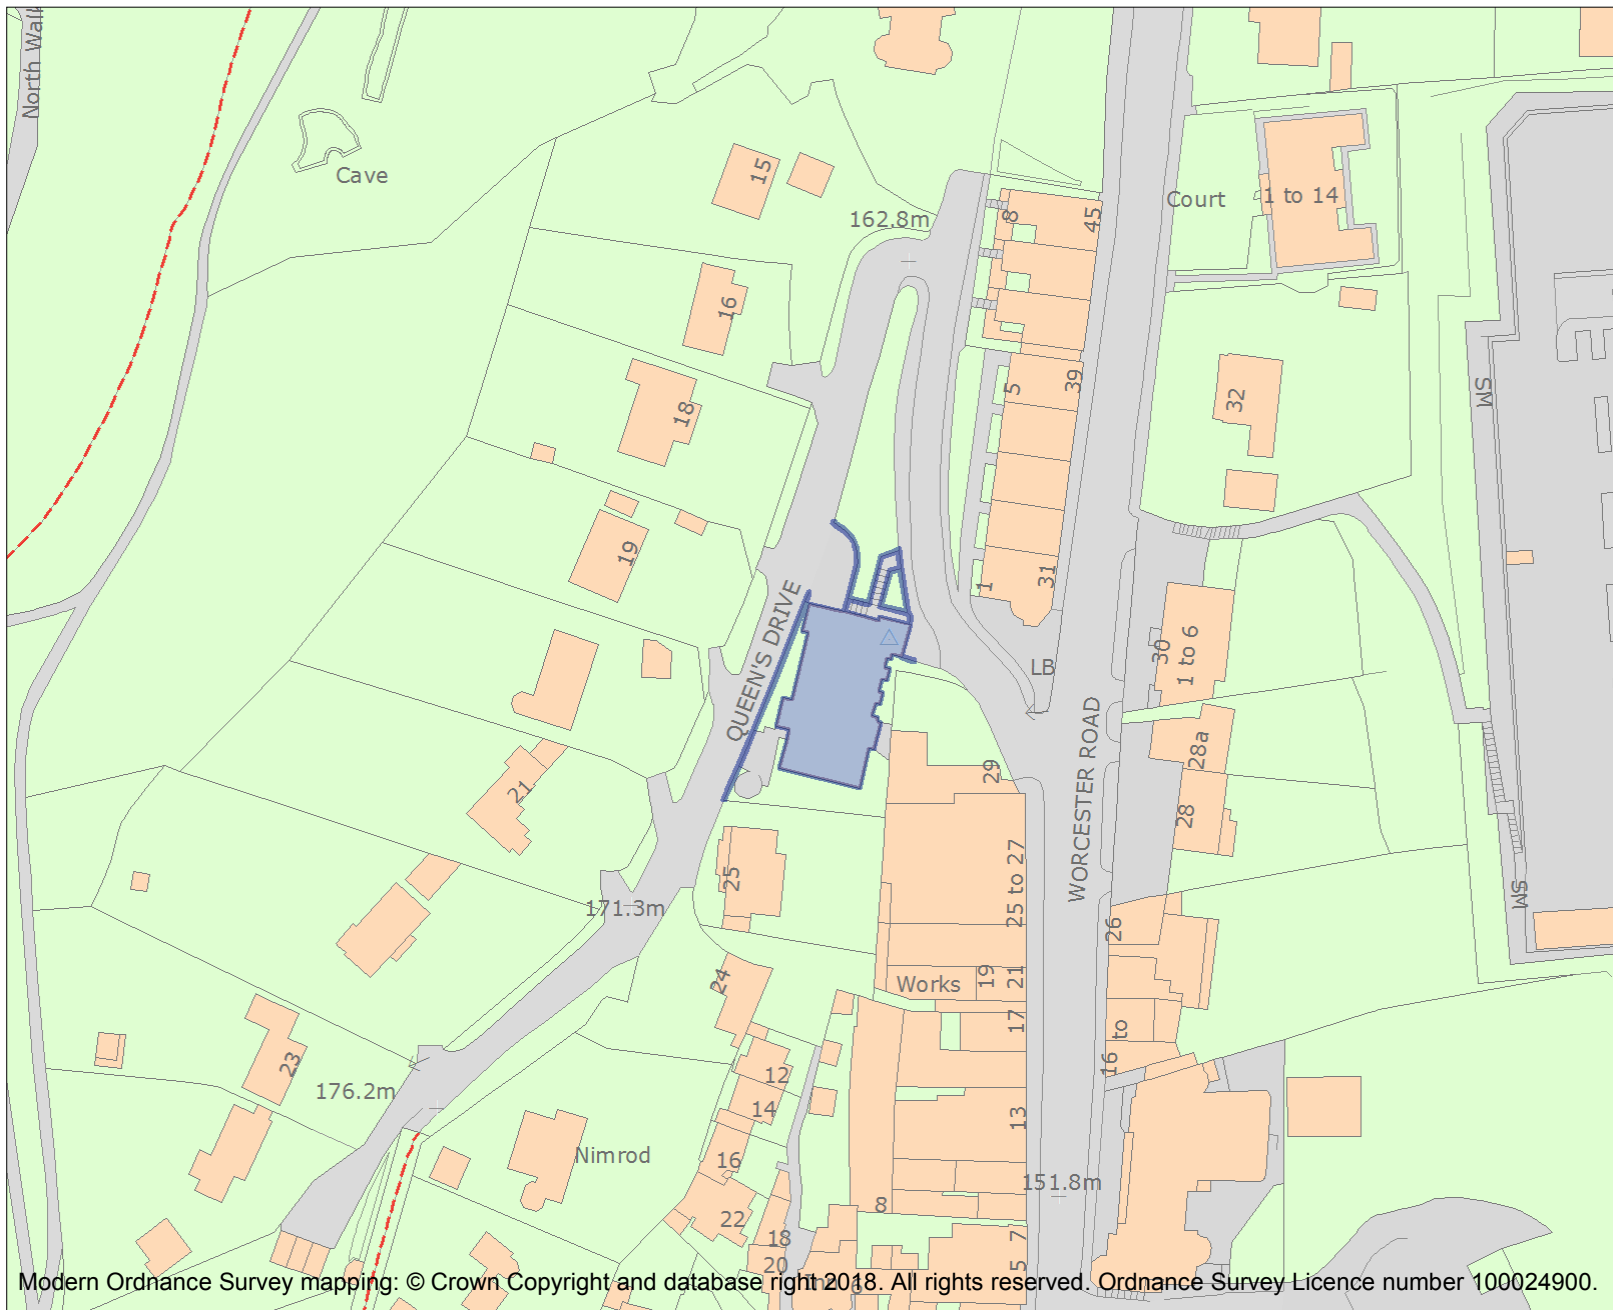 North Wall
Cave
15
162.8m
8
45
Court
1 to 14
16
18
5
39
32
SM
19
1
31
QUEEN'S DRIVE
LB
30
1 to 6
WORCESTER ROAD
28a
21
29
28
25
25 to 27
171.3m
26
SM
24
Works
19
21
17
16 to
23
176.2m
12
14
13
Nimrod
16
151.8m
8
22
18
7
20
5
6
Modern Ordnance Survey mapping: © Crown Copyright and database right 2018. All rights reserved. Ordnance Survey Licence number 100024900.